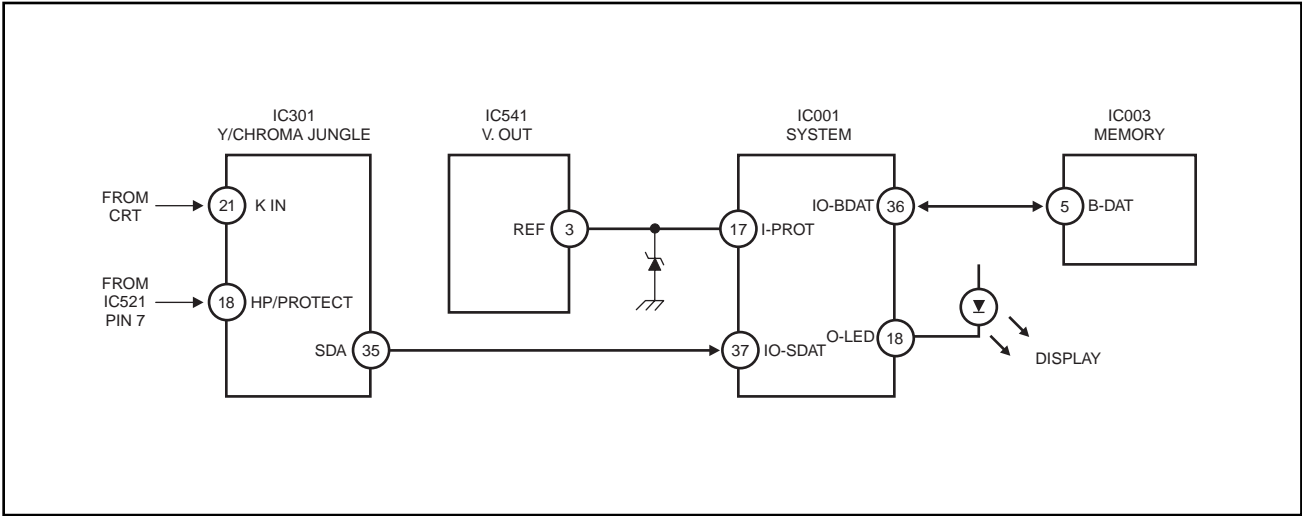 IC301
Y/CHROMA JUNGLE
IC541
V. OUT
IC001
SYSTEM
IC003
MEMORY
FROM
CRT
21
K IN
FROM
IC521
PIN 7
18
HP/PROTECT
SDA
35
REF
3
17
I-PROT
IO-BDAT
36
5
B-DAT
37
IO-SDAT
O-LED
18
DISPLAY